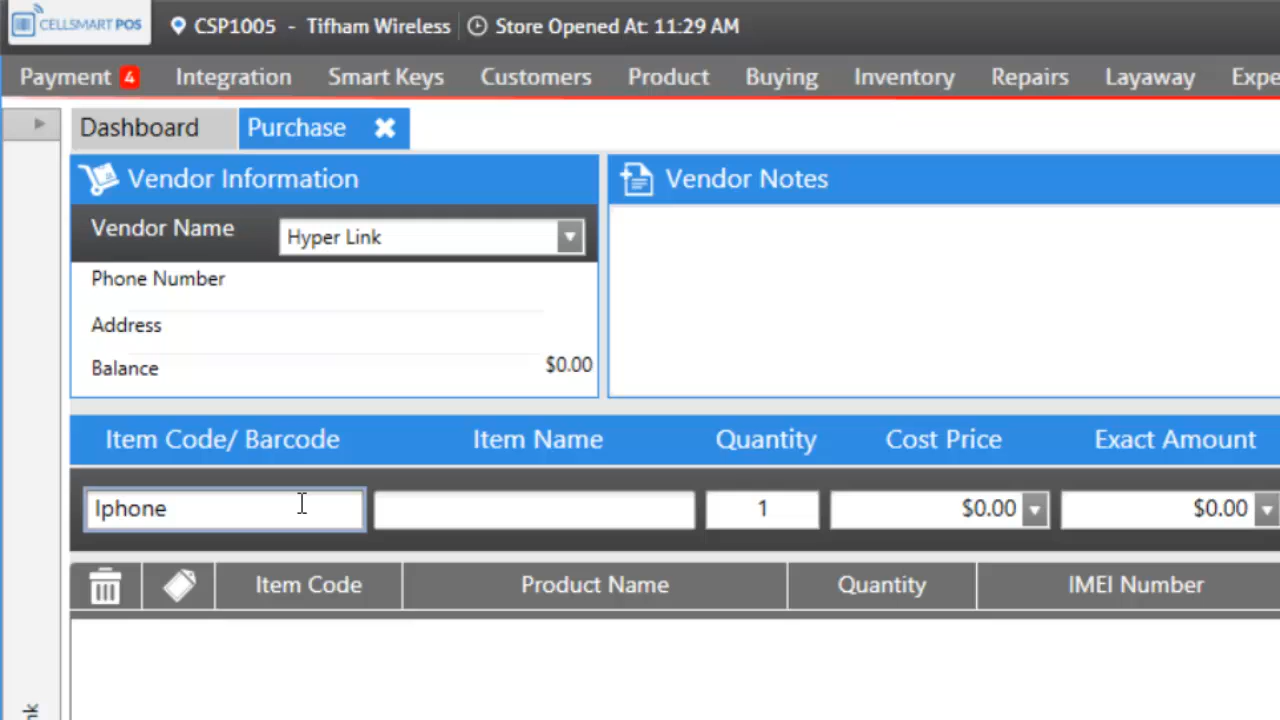 CELLSMART POS
CSP1005 - Tifham Wireless
Store Opened At: 11:29 AM
Payment 4 Integration Smart Keys Customers Product Buying Inventory Repairs Layaway Expe
Dashboard Purchase
Vendor Information
Vendor Notes
Vendor Name Hyper Link
Phone Number
Address
Balance $0.00
Item Code/ Barcode Item Name Quantity Cost Price Exact Amount
Iphone 1 $0.00 $0.00
Item Code Product Name Quantity IMEI Number
nk